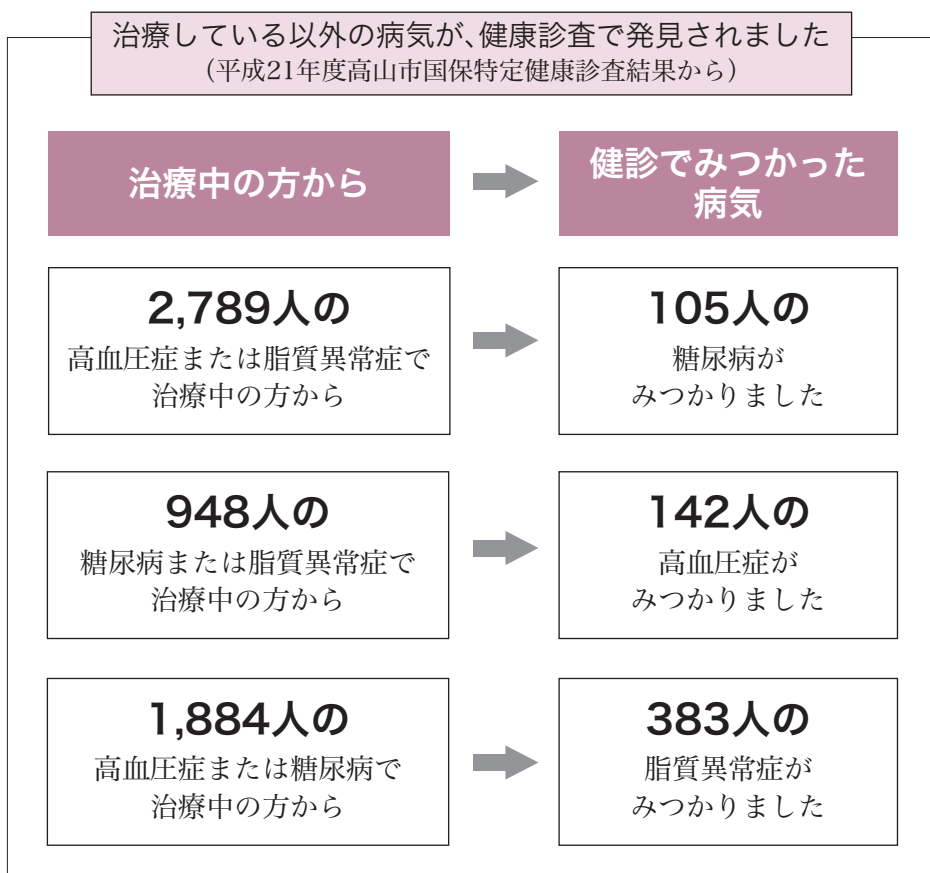 治療している以外の病気が、健康診査で発見されました
（平成21年度高山市国保特定健康診査結果から）
治療中の方から
健診でみつかった
病気
2,789人の
高血圧症または脂質異常症で
治療中の方から
105人の
糖尿病が
みつかりました
948人の
糖尿病または脂質異常症で
治療中の方から
142人の
高血圧症が
みつかりました
1,884人の
高血圧症または糖尿病で
治療中の方から
383人の
脂質異常症が
みつかりました